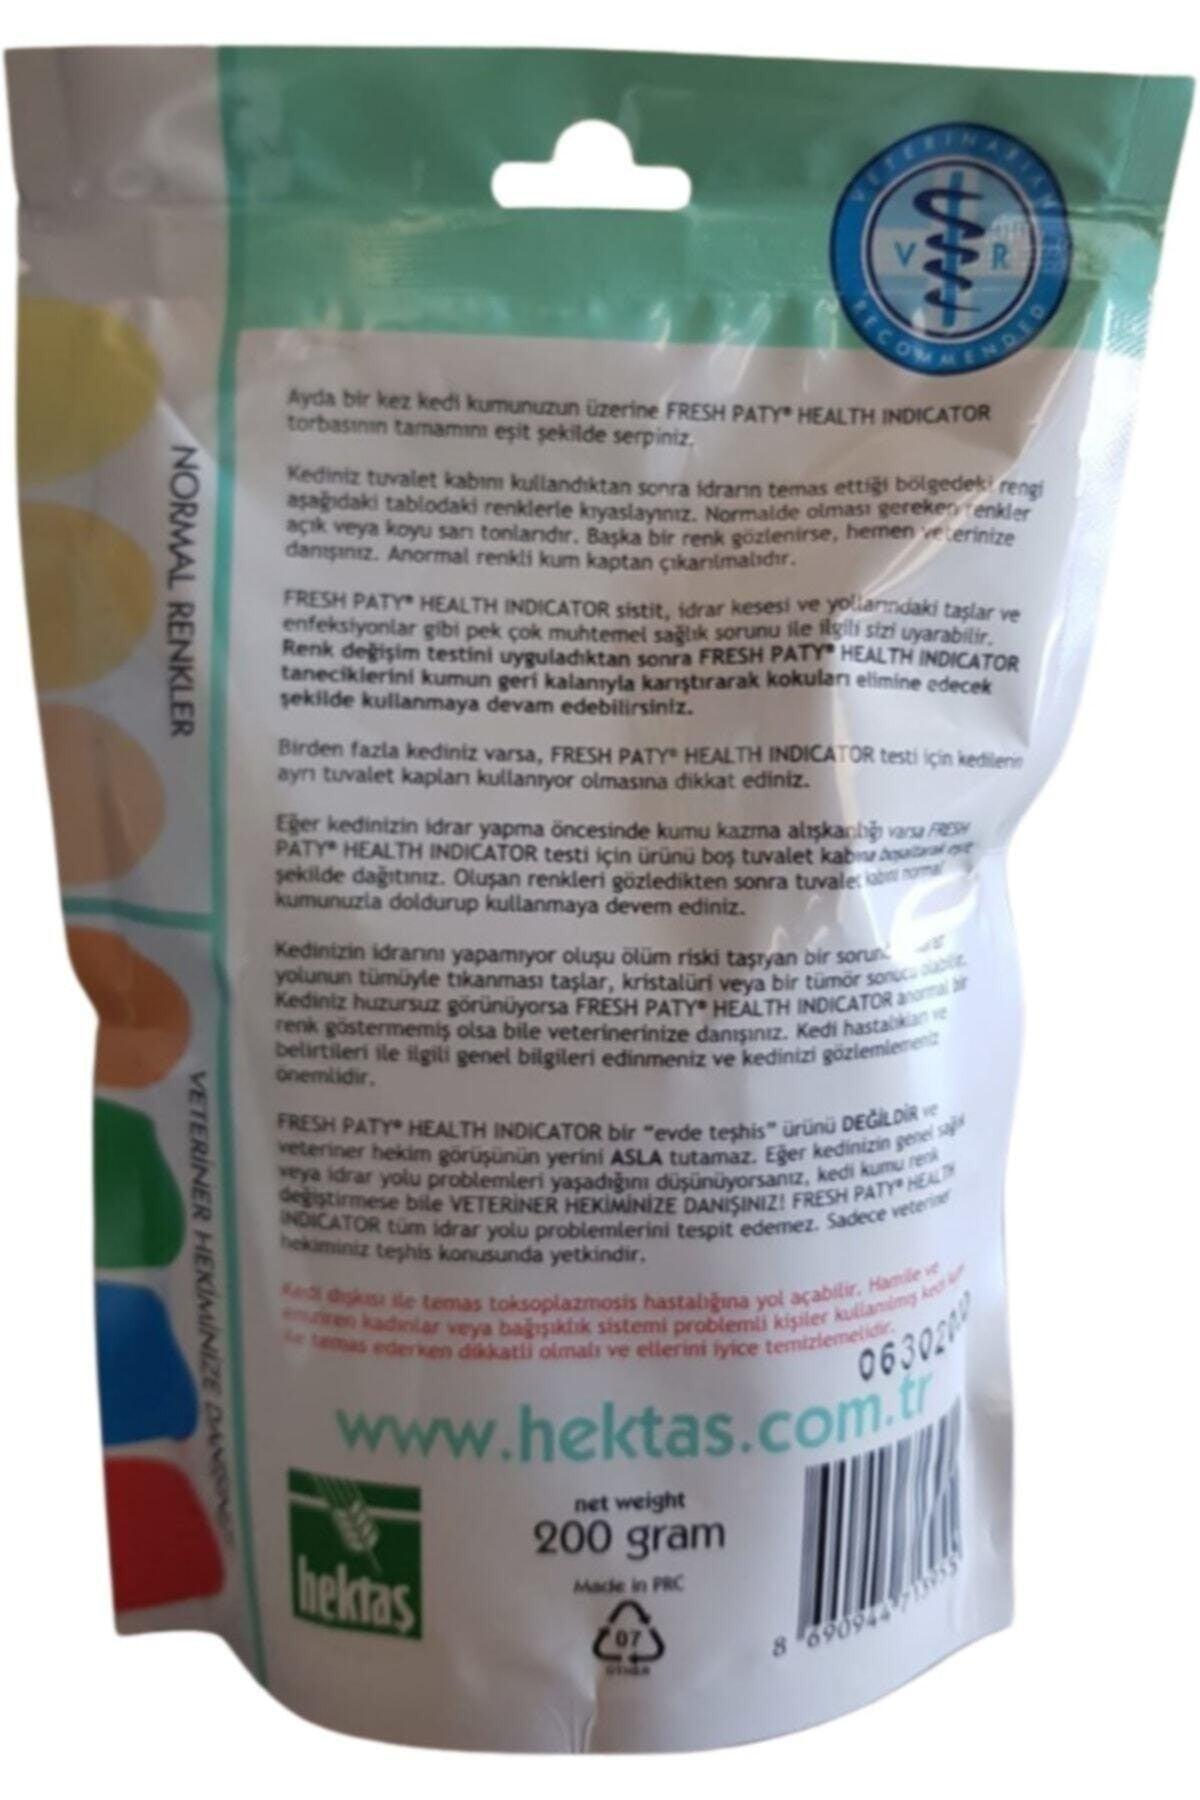 VETERINARIAN
V R
RECOMMENDED
Ayda bir kez kedi kumunuzun üzerine FRESH PATY® HEALTH INDICATOR
torbasının tamamını eşit şekilde serpiniz.
Kediniz tuvalet kabını kullandıktan sonra idrarın temas ettiği bölgedeki rengi
aşağıdaki tablodaki renklerle kıyaslayınız. Normalde olması gereken renkler
açık veya koyu sarı tonlarıdır. Başka bir renk gözlenirse, hemen veterinize
danışınız. Anormal renkli kum kaptan çıkarılmalıdır.
FRESH PATY® HEALTH INDICATOR sistit, idrar kesesi ve yollarındaki taşlar ve
enfeksiyonlar gibi pek çok muhtemel sağlık sorunu ile ilgili sizi uyarabilir.
Renk değişim testini uyguladıktan sonra FRESH PATY® HEALTH INDICATOR
taneciklerini kumun geri kalanıyla karıştırarak kokuları elimine edecek
şekilde kullanmaya devam edebilirsiniz.
Birden fazla kediniz varsa, FRESH PATY® HEALTH INDICATOR testi için kedilerin
ayrı tuvalet kapları kullanıyor olmasına dikkat ediniz.
Eğer kedinizin idrar yapma öncesinde kumu kazma alışkanlığı varsa FRESH
PATY® HEALTH INDICATOR testi için ürünü boş tuvalet kabına boşaltarak eşit
şekilde dağıtınız. Oluşan renkleri gözledikten sonra tuvalet kabını normal
kumunuzla doldurup kullanmaya devem ediniz.
Kedinizin idrarını yapamıyor oluşu ölüm riski taşıyan bir
yolunun tümüyle tıkanması taşlar, kristalüri veya bir tümör sonucu olabilir.
Kediniz huzursuz görünüyorsa FRESH PATY® HEALTH INDICATOR anormal bir
renk göstermemiş olsa bile veterinerinize danışınız. Kedi hastalıkları ve
belirtileri ile ilgili genel bilgileri edinmeniz ve kedinizi gözlemlemeniz
önemlidir.
FRESH PATY® HEALTH INDICATOR bir "evde teşhis" ürünü DEĞİLDİR ve
veteriner hekim görüşünün yerini ASLA tutamaz. Eğer kedinizin genel sağlık
veya idrar yolu problemleri yaşadığını düşünüyorsanız, kedi kumu renk
değiştirmese bile VETERİNER HEKİMİNİZE DANIŞINIZ! FRESH PATY® HEALTH
INDICATOR tüm idrar yolu problemlerini tespit edemez. Sadece veteriner
hekiminiz teşhis konusunda yetkindir.
Kedi dışkısı ile temas toksoplazmosis hastalığına yol açabilir. Hamile ve
emziren kadınlar veya bağışıklık sistemi problemli kişiler kullanılmış kedi kumu
ile temas ederken dikkatli olmalı ve ellerini iyice temizlemelidir.
www.hektas.com.tr
hektaş
net weight
200 gram
Made in PRC
07
OTHER
NORMAL RENKLER
VETERİNER HEKİMİNİZE